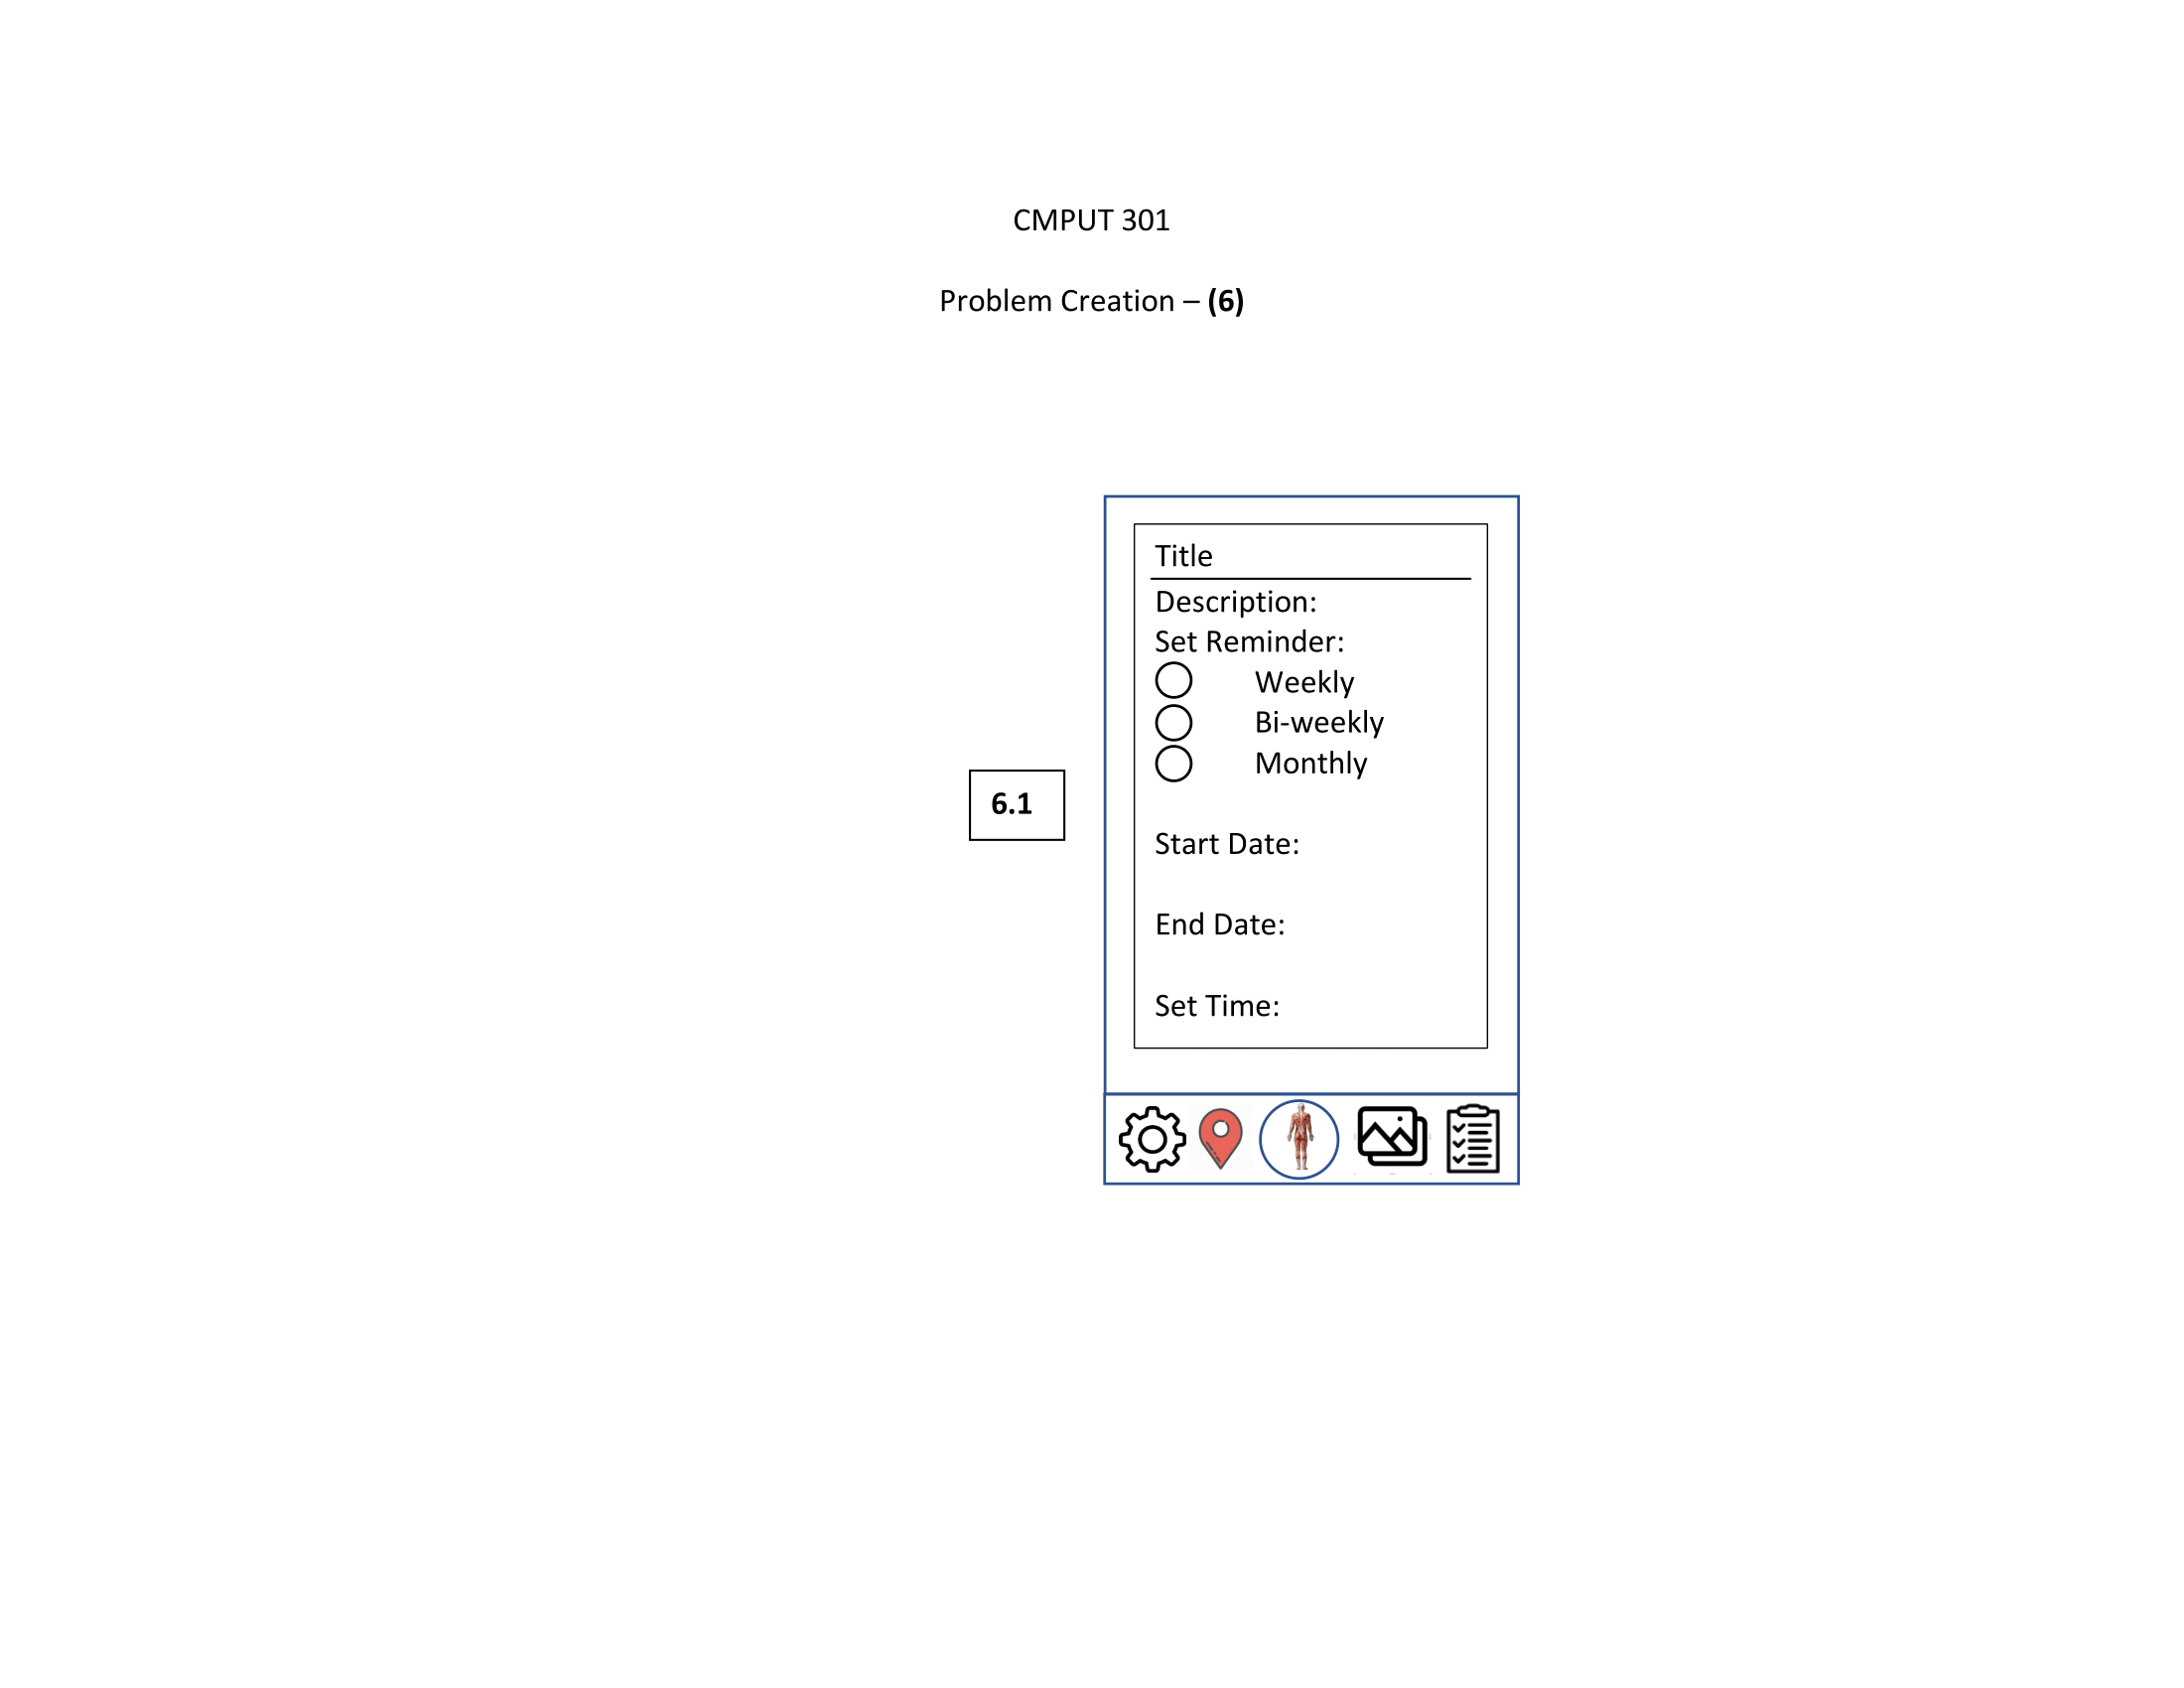 CMPUT 301
Problem Creation – (6)
Title
Description:
Set Reminder:
Weekly
Bi-weekly
Monthly
6.1
Start Date:
End Date:
Set Time: